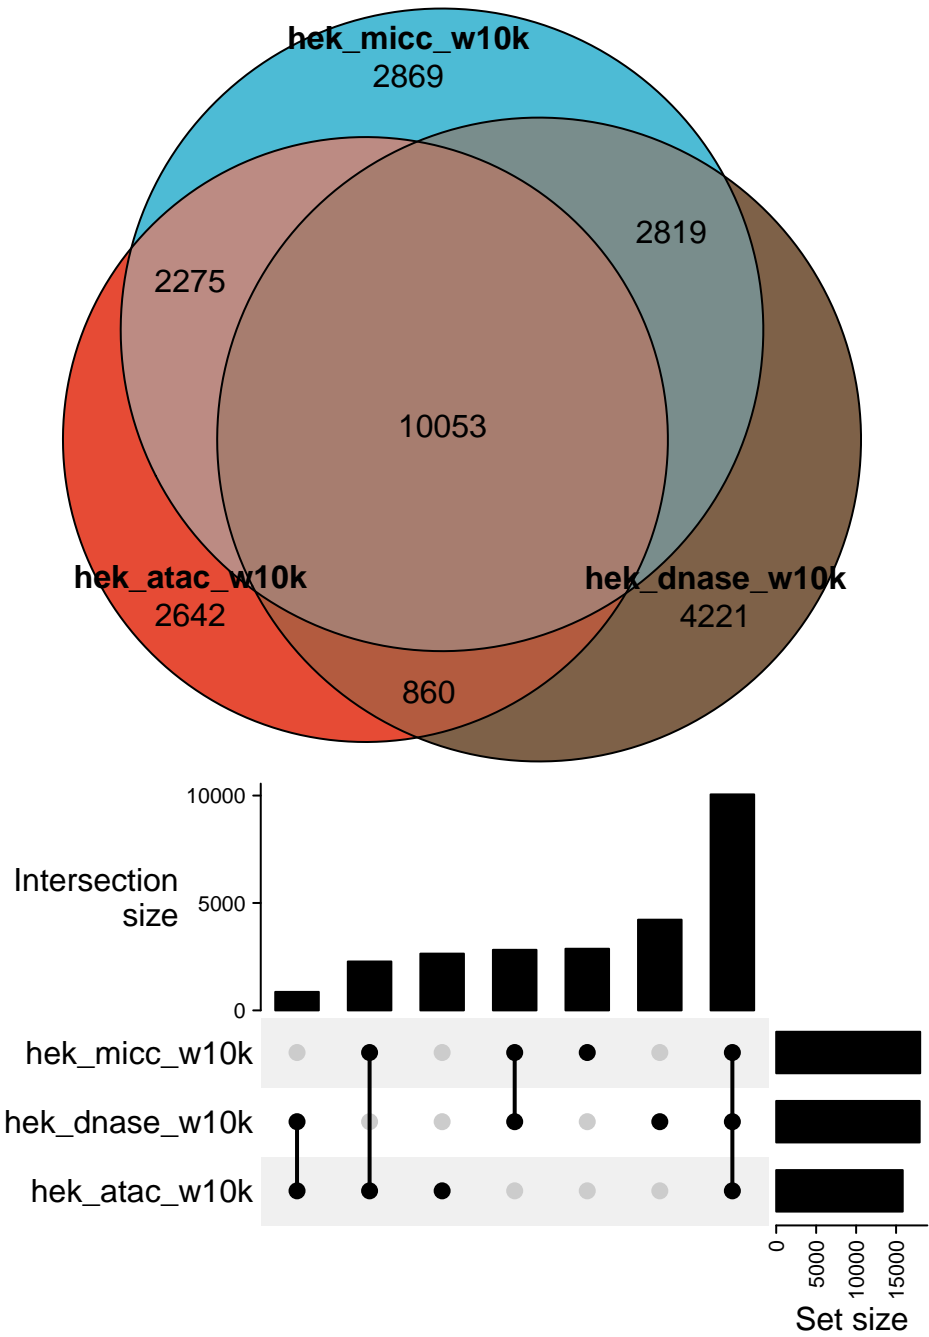 hek_micc_w10k
2869
2819
2275
10053
hek_atac_w10k
2642
hek_dnase_w10k
4221
860
10000
5000
0
Intersection
size
hek_micc_w10k
hek_dnase_w10k
hek_atac_w10k
0
5000
10000
15000
Set size